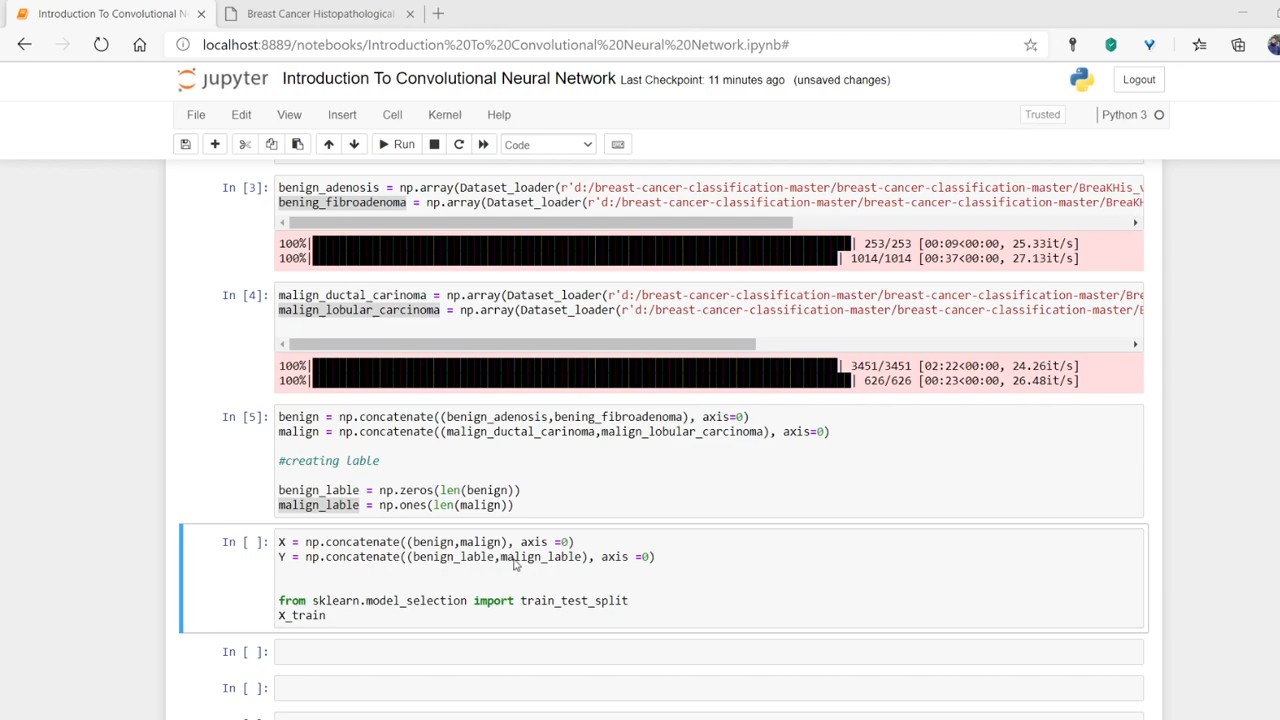 Introduction To Convolutional N
Breast Cancer Histopathological
localhost:8889/notebooks/Introduction%20To%20Convolutional%20Neural%20Network.ipynb#
jupyter Introduction To Convolutional Neural Network Last Checkpoint: 11 minutes ago (unsaved changes) Logout
File Edit View Insert Cell Kernel Help Trusted Python 3
Run Code
In [3]: benign_adenosis = np.array(Dataset_loader(r'd:/breast-cancer-classification-master/breast-cancer-classification-master/BreaKHis_v
bening_fibroadenoma = np.array(Dataset_loader(r'd:/breast-cancer-classification-master/breast-cancer-classification-master/BreaKH
100%| | 253/253 [00:09<00:00, 25.33it/s]
100%| | 1014/1014 [00:37<00:00, 27.13it/s]
In [4]: malign_ductal_carinoma = np.array(Dataset_loader(r'd:/breast-cancer-classification-master/breast-cancer-classification-master/Bre
malign_lobular_carcinoma = np.array(Dataset_loader(r'd:/breast-cancer-classification-master/breast-cancer-classification-master/B
100%| | 3451/3451 [02:22<00:00, 24.26it/s]
100%| | 626/626 [00:23<00:00, 26.48it/s]
In [5]: benign = np.concatenate((benign_adenosis,bening_fibroadenoma), axis=0)
malign = np.concatenate((malign_ductal_carinoma,malign_lobular_carcinoma), axis=0)
#creating lable
benign_lable = np.zeros(len(benign))
malign_lable = np.ones(len(malign))
In [ ]: X = np.concatenate((benign,malign), axis =0)
Y = np.concatenate((benign_lable,malign_lable), axis =0)
from sklearn.model_selection import train_test_split
X_train
In [ ]:
In [ ]: